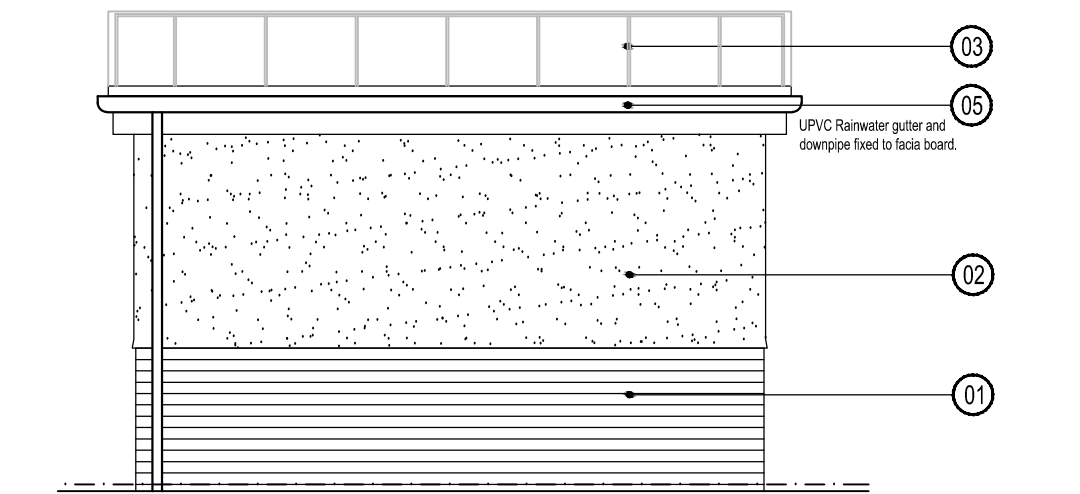 03
05
UPVC Rainwater gutter and
downpipe fixed to facia board.
02
01